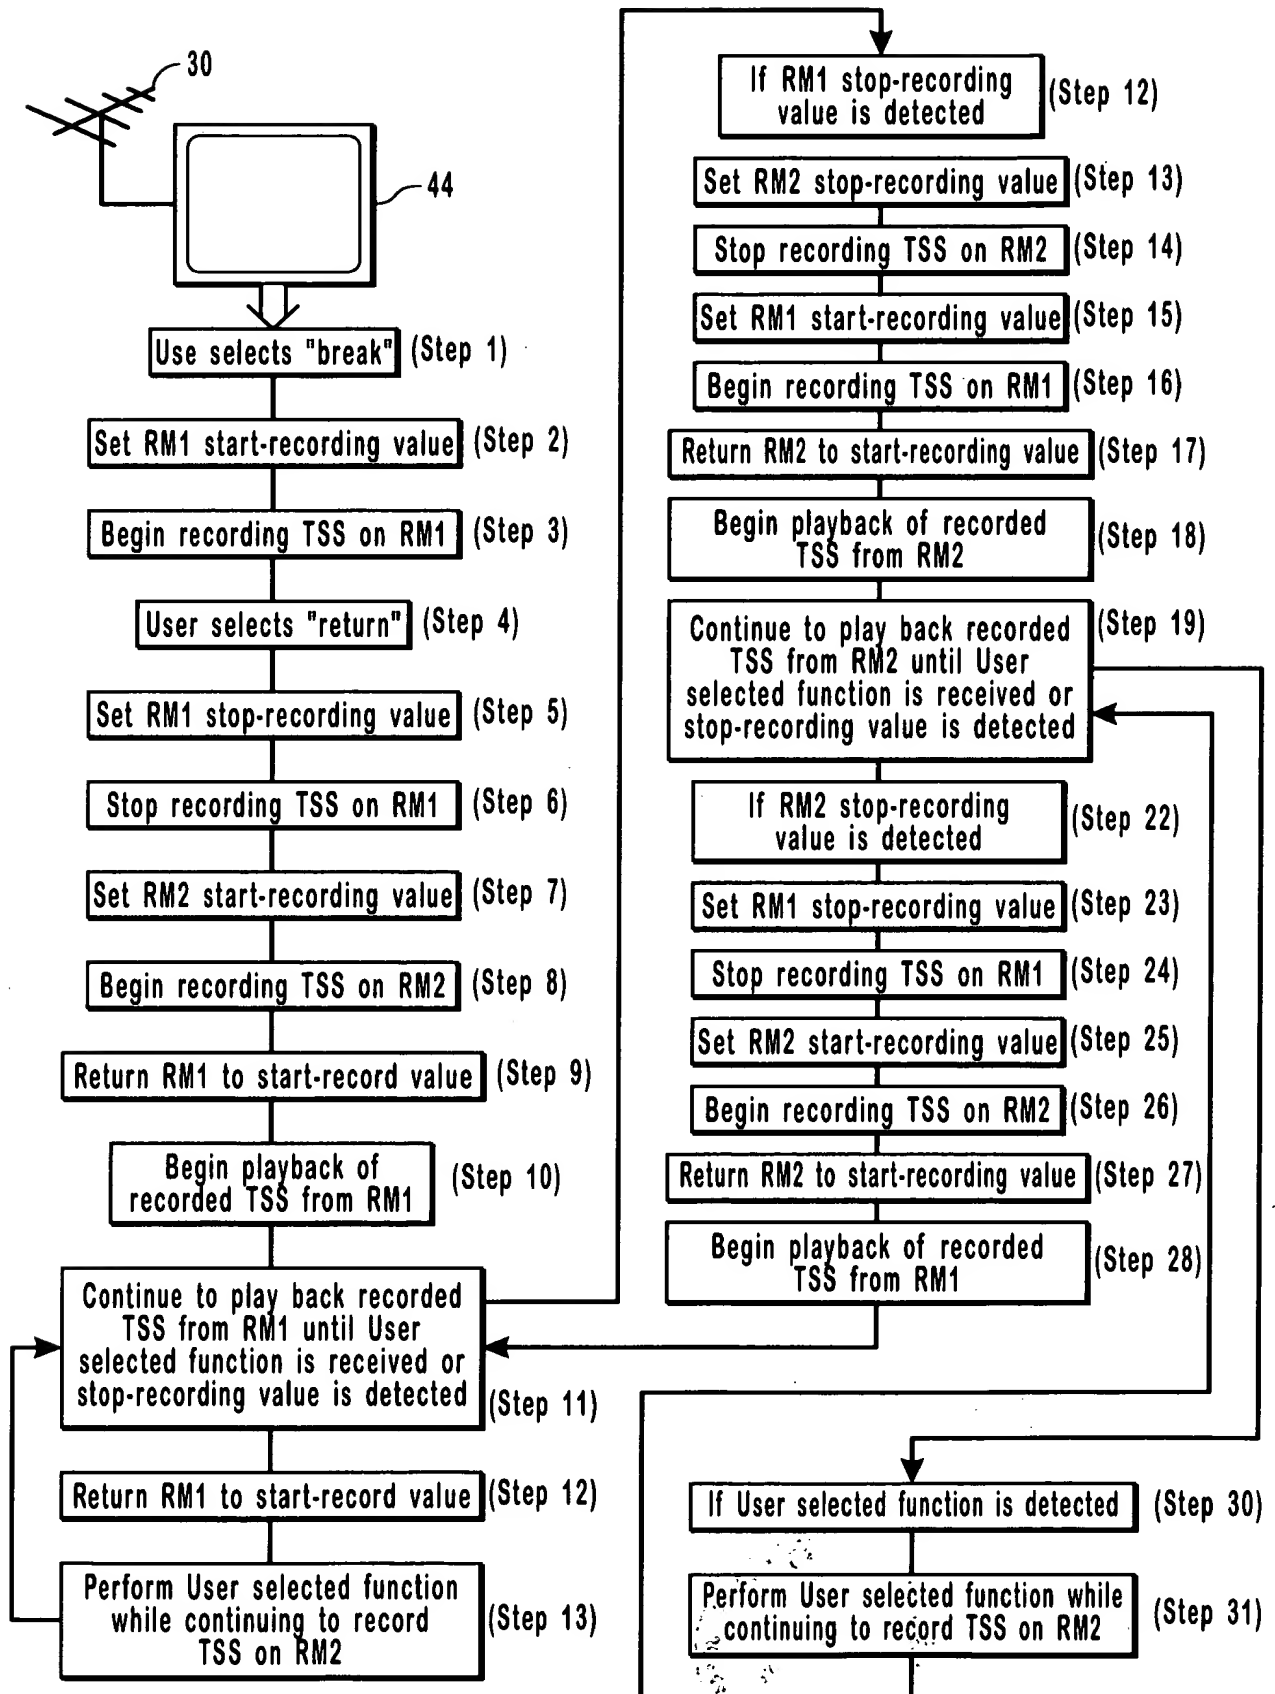 30
44
Use selects "break"
(Step 1)
Set RM1 start-recording value
(Step 2)
Begin recording TSS on RM1
(Step 3)
User selects "return"
(Step 4)
Set RM1 stop-recording value
(Step 5)
Stop recording TSS on RM1
(Step 6)
Set RM2 start-recording value
(Step 7)
Begin recording TSS on RM2
(Step 8)
Return RM1 to start-record value
(Step 9)
Begin playback of
recorded TSS from RM1
(Step 10)
Continue to play back recorded
TSS from RM1 until User
selected function is received or
stop-recording value is detected
(Step 11)
Return RM1 to start-record value
(Step 12)
Perform User selected function
while continuing to record
TSS on RM2
(Step 13)
If RM1 stop-recording
value is detected
(Step 12)
Set RM2 stop-recording value
(Step 13)
Stop recording TSS on RM2
(Step 14)
Set RM1 start-recording value
(Step 15)
Begin recording TSS on RM1
(Step 16)
Return RM2 to start-recording value
(Step 17)
Begin playback of recorded
TSS from RM2
(Step 18)
Continue to play back recorded
TSS from RM2 until User
selected function is received or
stop-recording value is detected
(Step 19)
If RM2 stop-recording
value is detected
(Step 22)
Set RM1 stop-recording value
(Step 23)
Stop recording TSS on RM1
(Step 24)
Set RM2 start-recording value
(Step 25)
Begin recording TSS on RM2
(Step 26)
Return RM2 to start-recording value
(Step 27)
Begin playback of recorded
TSS from RM1
(Step 28)
If User selected function is detected
(Step 30)
Perform User selected function while
continuing to record TSS on RM2
(Step 31)